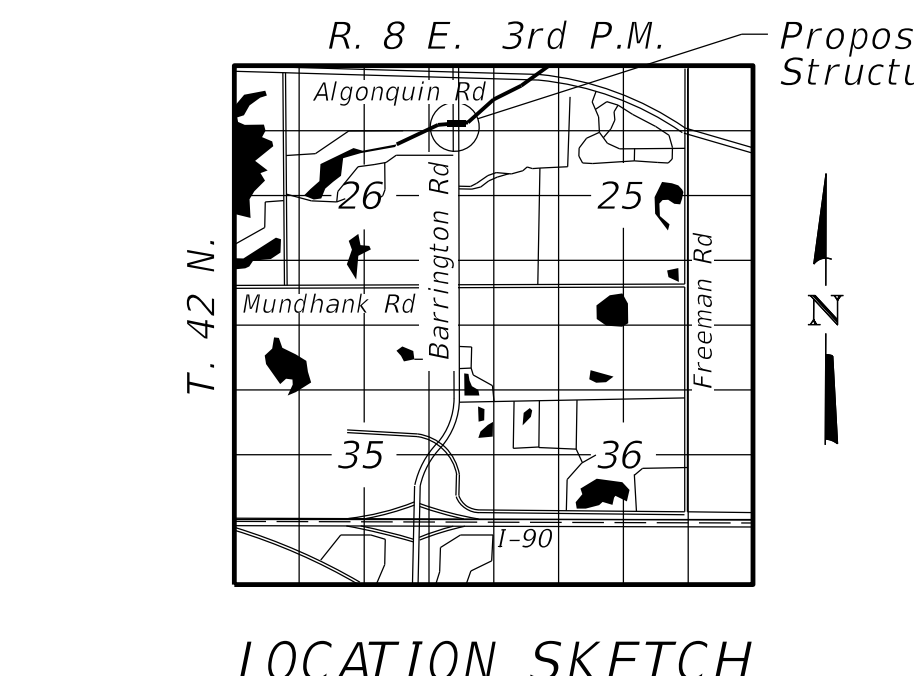 R. 8 E. 3rd P.M.
Propos
Structu
Algonquin Rd
26
25
Barrington Rd
Freeman Rd
T. 42 N.
N
Mundhank Rd
35
36
I-90
LOCATION SKETCH